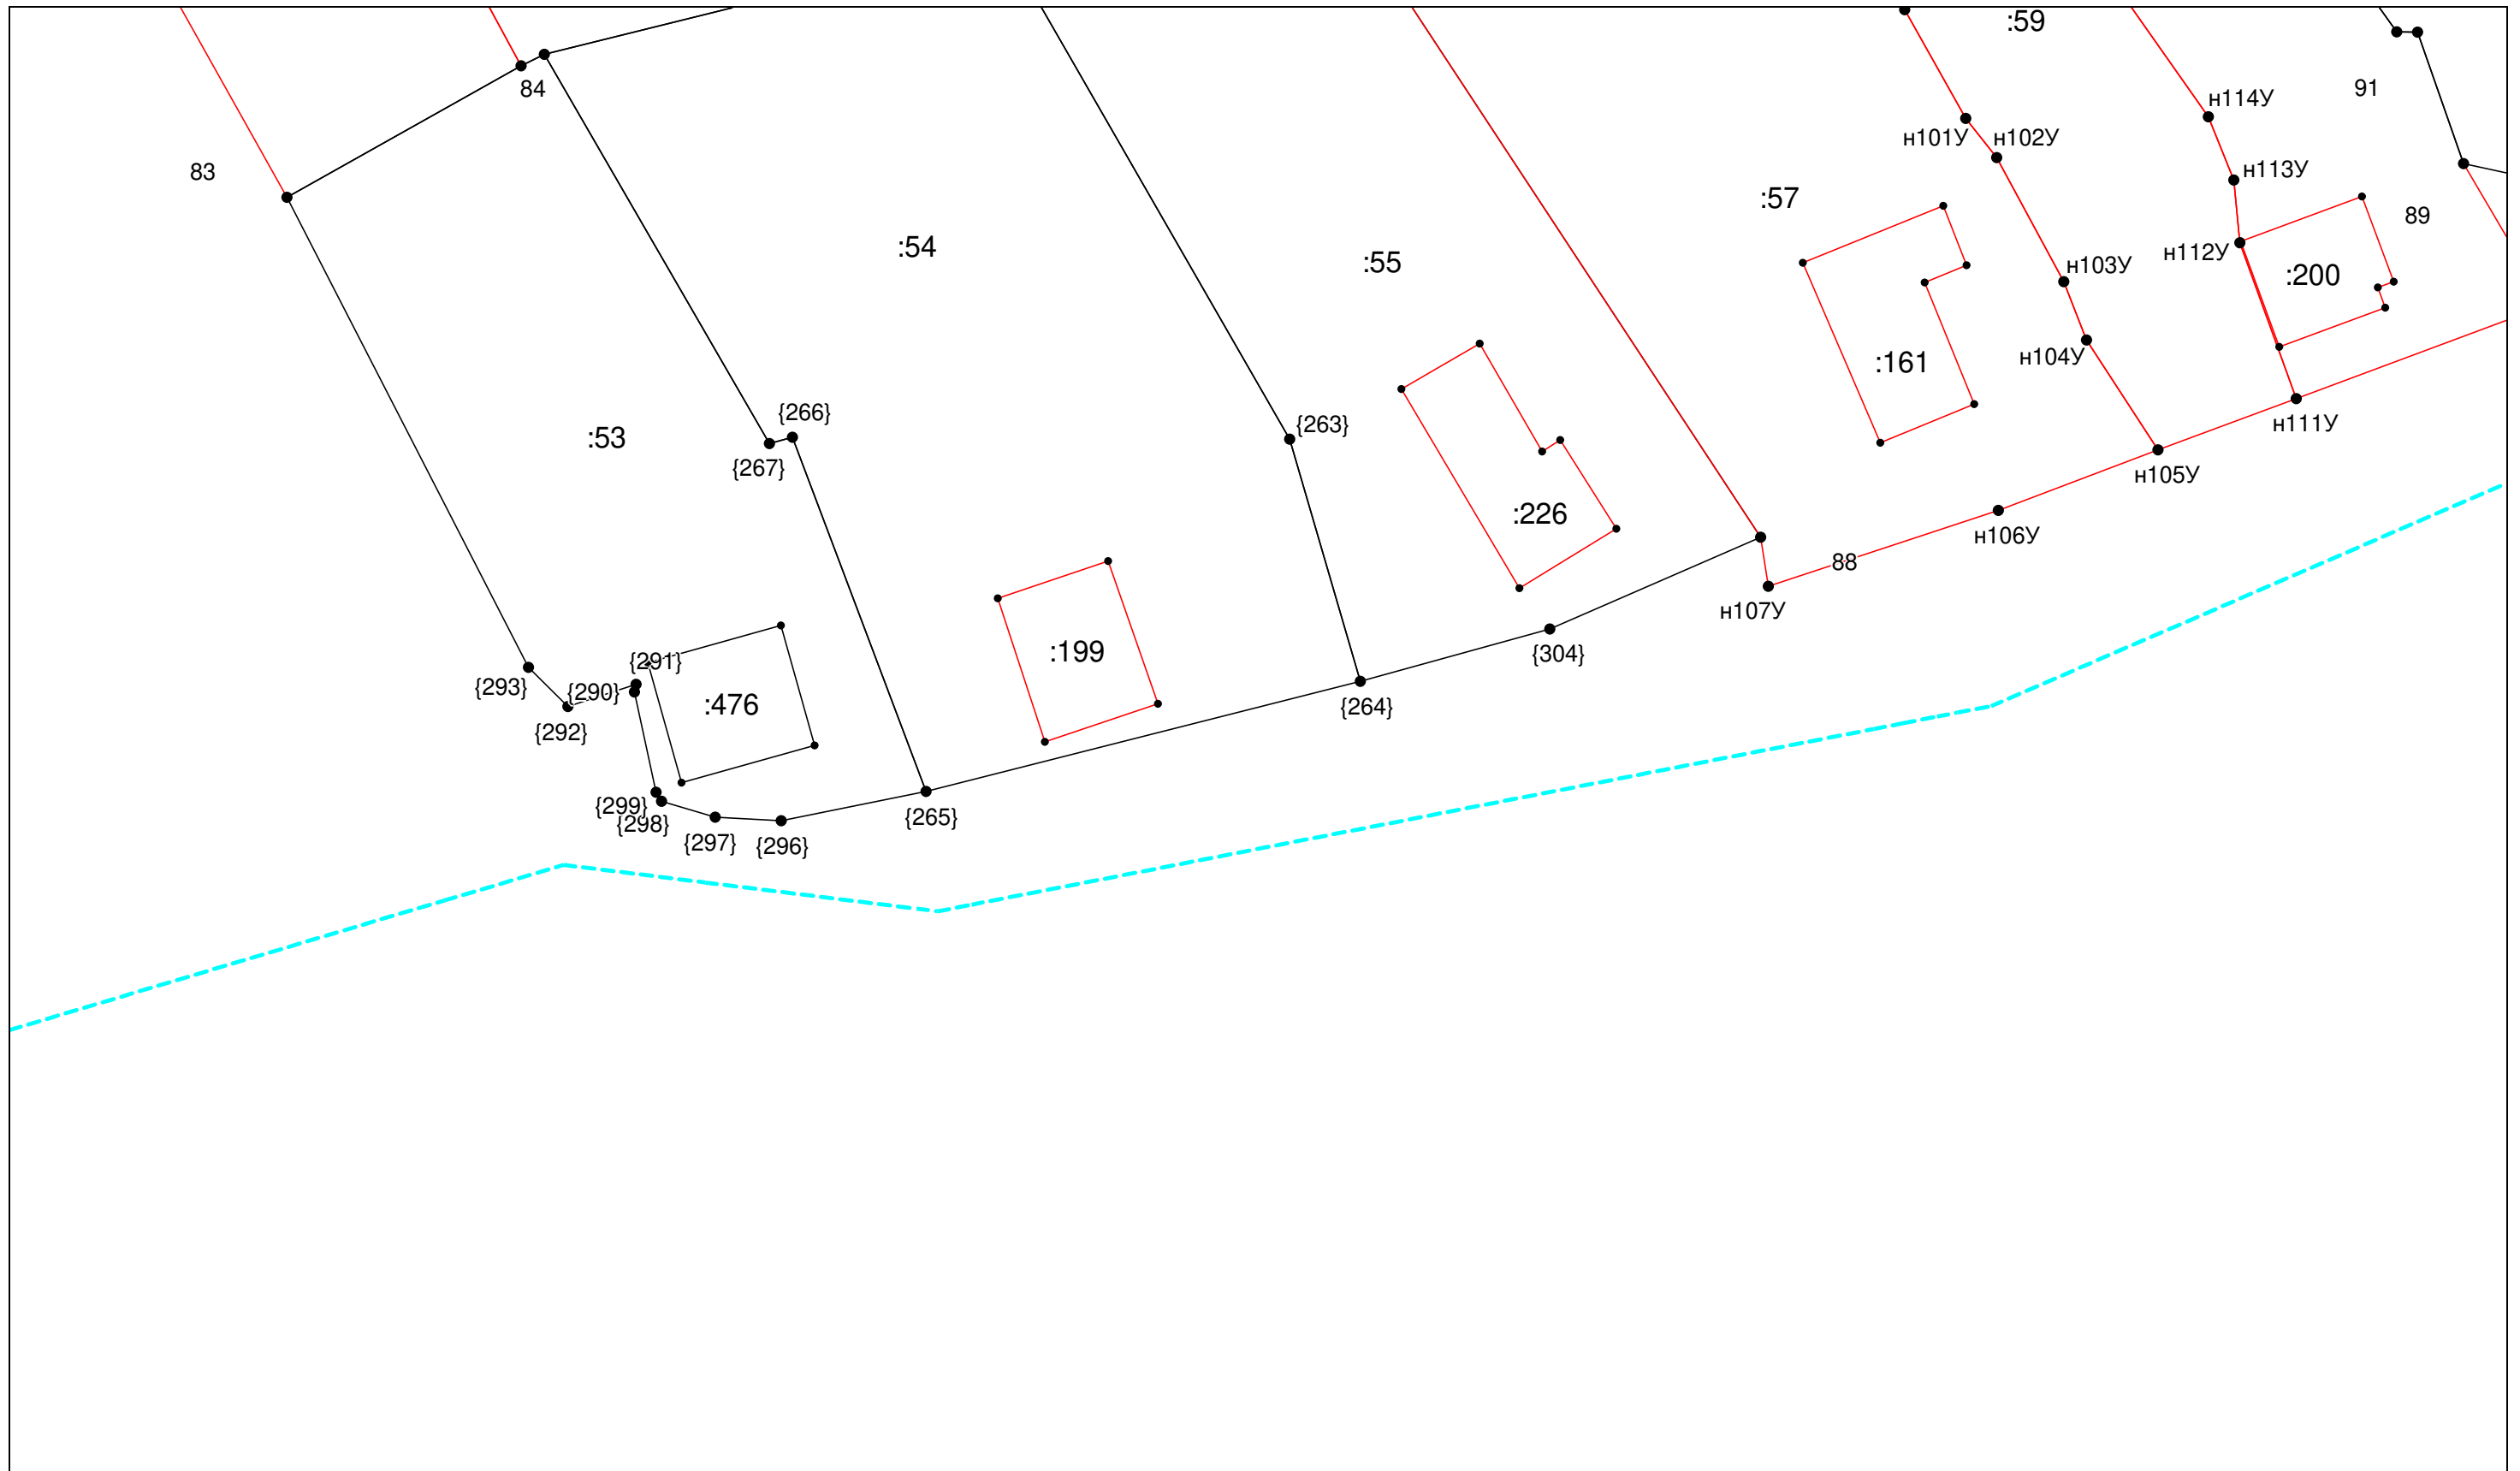 :59
84
91
н114У
н101У
н102У
83
н113У
:57
89
:54
:55
н112У
н103У
:200
н104У
:161
{266}
{263}
н111У
:53
{267}
н105У
:226
н106У
88
н107У
:199
{304}
{291}
{293}
{290}
:476
{264}
{292}
{299}
{298}
{265}
{297}
{296}